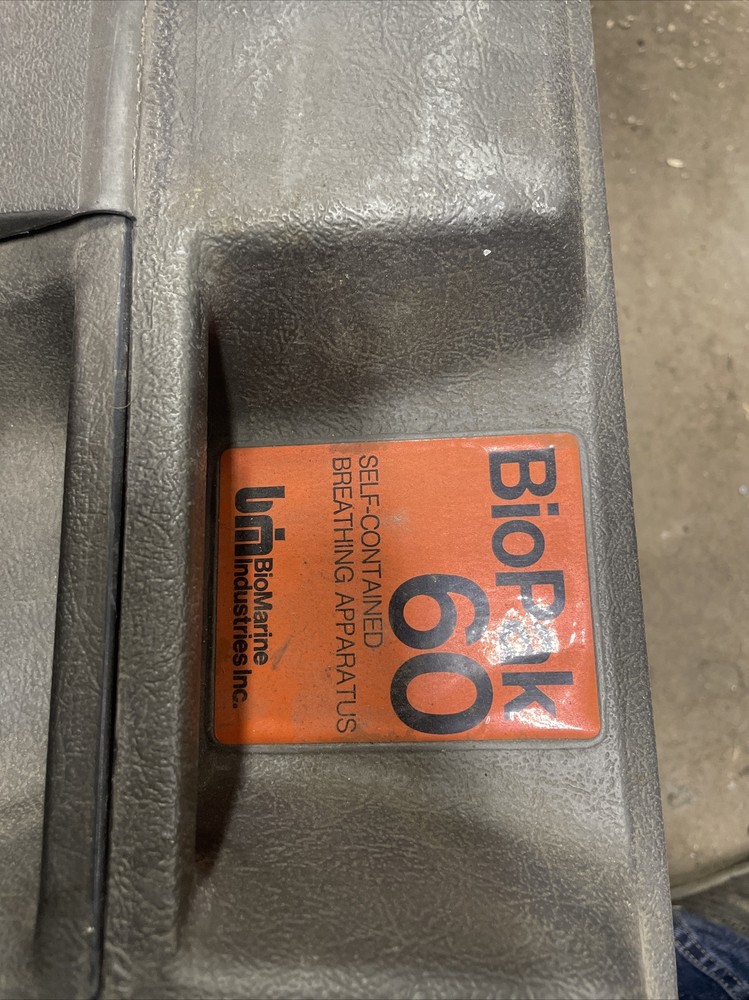 BioPak
60
SELF-CONTAINED
BREATHING APPARATUS
BioMarine
Industries Inc.